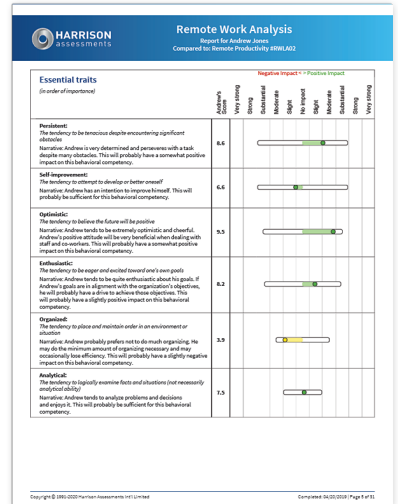 HARRISON
assessments
Remote Work Analysis
Report for Andrew Jones
Compared to: Remote Productivity #RWLA02
Essential traits
(in order of importance)
Negative Impact <-> Positive Impact
Andrew's
Score
Very strong
Strong
Substantial
Moderate
Slight
No impact
Slight
Moderate
Substantial
Strong
Very strong
Persistent:
The tendency to be tenacious despite encountering significant
obstacles
Narrative: Andrew is very determined and perseveres with a task
despite many obstacles. This will probably have a somewhat positive
impact on this behavioral competency.
8.6
Self-improvement:
The tendency to attempt to develop or better oneself
Narrative: Andrew has an intention to improve himself. This will
probably be sufficient for this behavioral competency.
6.6
Optimistic:
The tendency to believe the future will be positive
Narrative: Andrew tends to be extremely optimistic and cheerful.
Andrew's positive attitude will be very beneficial when dealing with
staff and co-workers. This will probably have a somewhat positive
impact on this behavioral competency.
9.5
Enthusiastic:
The tendency to be eager and excited toward one's own goals
Narrative: Andrew tends to be quite enthusiastic about his goals. If
Andrew's goals are in alignment with the organization's objectives,
he will probably have a drive to achieve those objectives. This
will probably have a slightly positive impact on this behavioral
competency.
8.2
Organized:
The tendency to place and maintain order in an environment or
situation
Narrative: Andrew probably prefers not to do much organizing. He
may do the minimum amount of organizing necessary and may
occasionally lose efficiency. This will probably have a slightly negative
impact on this behavioral competency.
3.9
Analytical:
The tendency to logically examine facts and situations (not necessarily
analytical ability)
Narrative: Andrew tends to analyze problems and decisions
and enjoys it. This will probably be sufficient for this behavioral
competency.
7.5
Copyright © 1991-2020 Harrison Assessments Int'l Limited
Completed: 04/20/2019 | Page 5 of 31